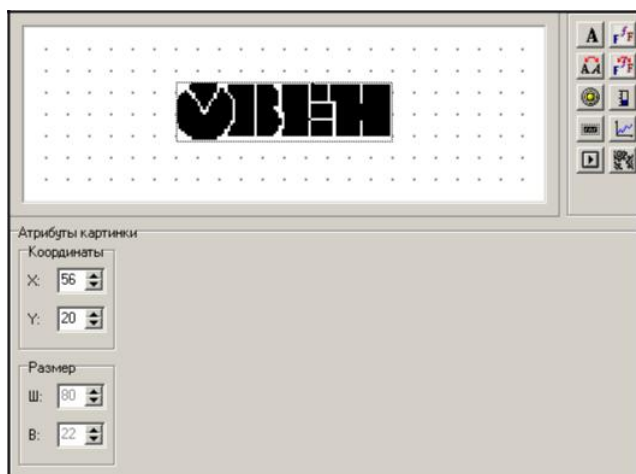 ОВЕН
Атрибуты картинки
Координаты
X: 56
Y: 20
Размер
Ш: 80
В: 22